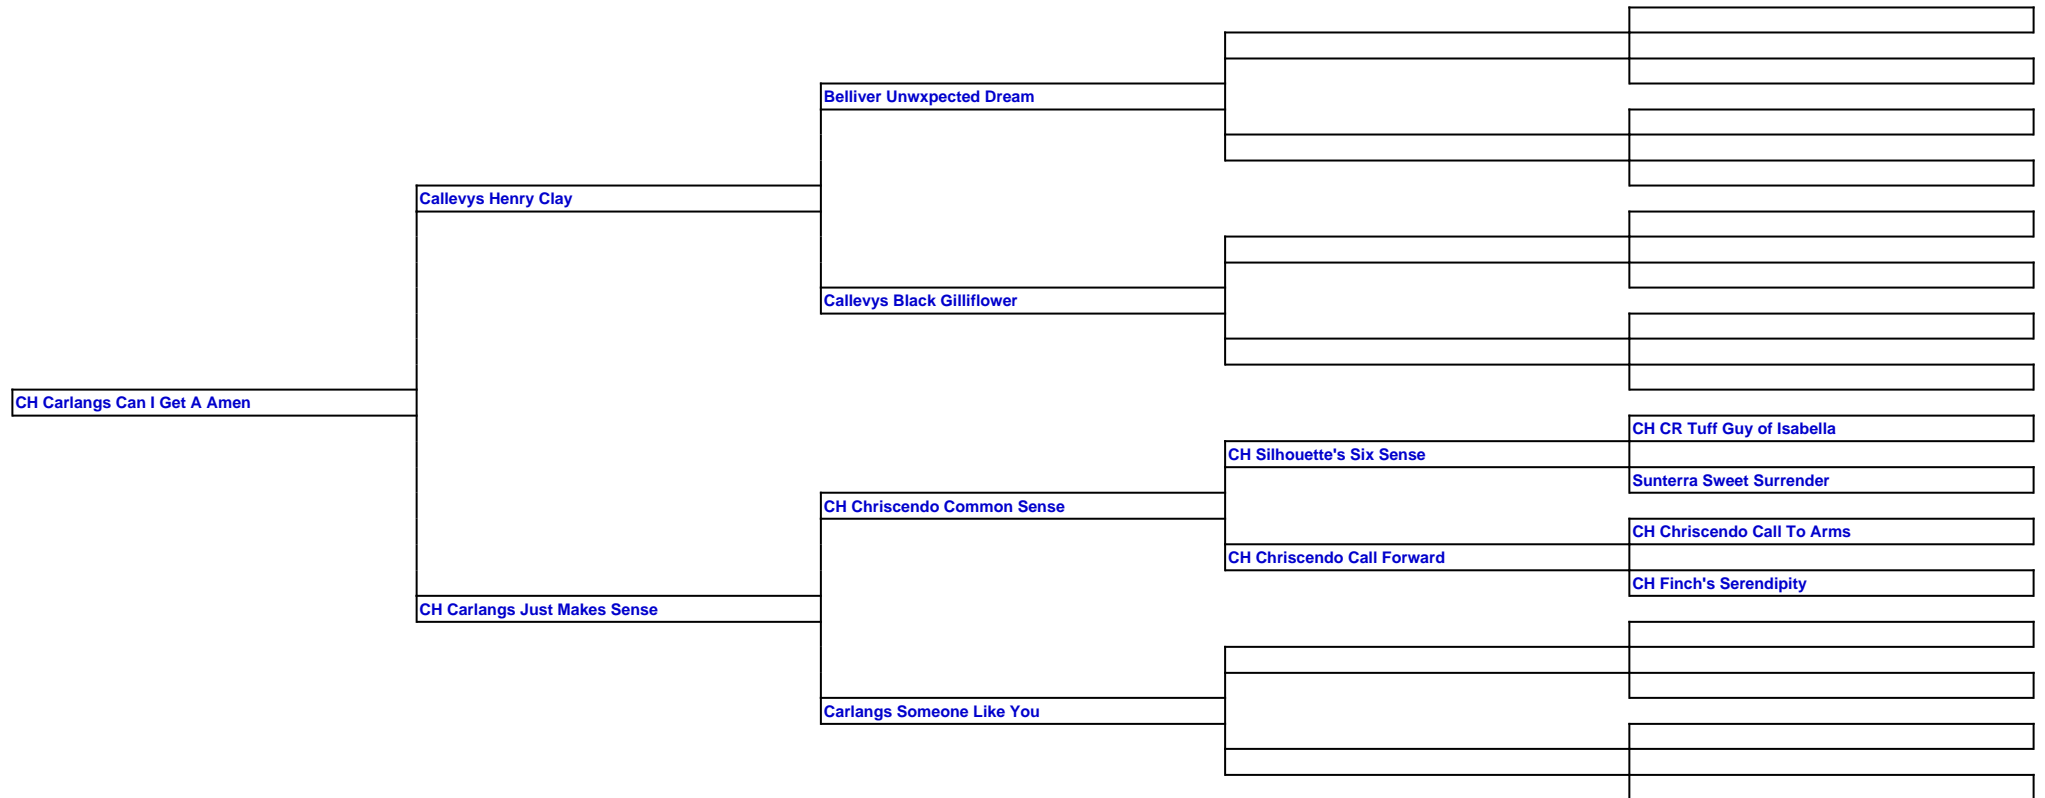 Belliver Unwxpected Dream
Callevys Henry Clay
Callevys Black Gilliflower
CH Carlangs Can I Get A Amen
CH CR Tuff Guy of Isabella
CH Silhouette's Six Sense
Sunterra Sweet Surrender
CH Chriscendo Common Sense
CH Chriscendo Call To Arms
CH Chriscendo Call Forward
CH Finch's Serendipity
CH Carlangs Just Makes Sense
Carlangs Someone Like You